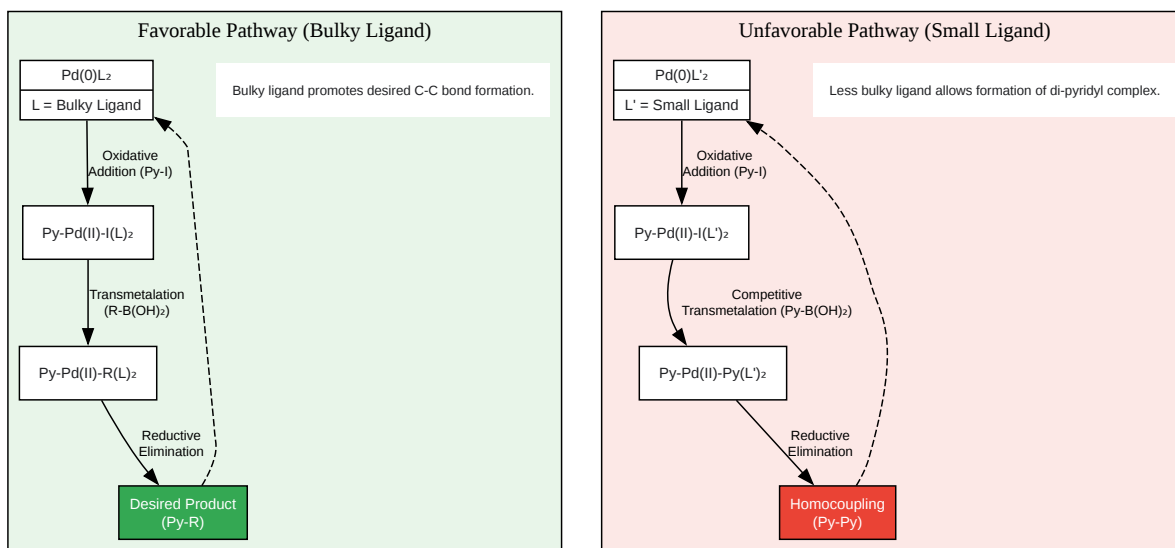 Favorable Pathway (Bulky Ligand)
Pd(0)L₂
L = Bulky Ligand
Bulky ligand promotes desired C-C bond formation.
Oxidative
Addition (Py-I)
Py-Pd(II)-I(L)₂
Transmetalation
(R-B(OH)₂)
Py-Pd(II)-R(L)₂
Reductive
Elimination
Desired Product
(Py-R)
Unfavorable Pathway (Small Ligand)
Pd(0)L'₂
L' = Small Ligand
Less bulky ligand allows formation of di-pyridyl complex.
Oxidative
Addition (Py-I)
Py-Pd(II)-I(L')₂
Competitive
Transmetalation (Py-B(OH)₂)
Py-Pd(II)-Py(L')₂
Reductive
Elimination
Homocoupling
(Py-Py)